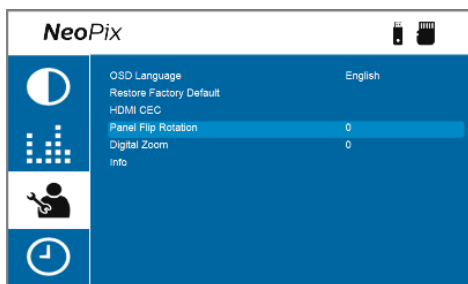 NeoPix
OSD Language English
Restore Factory Default
HDMI CEC
Panel Flip Rotation 0
Digital Zoom 0
Info